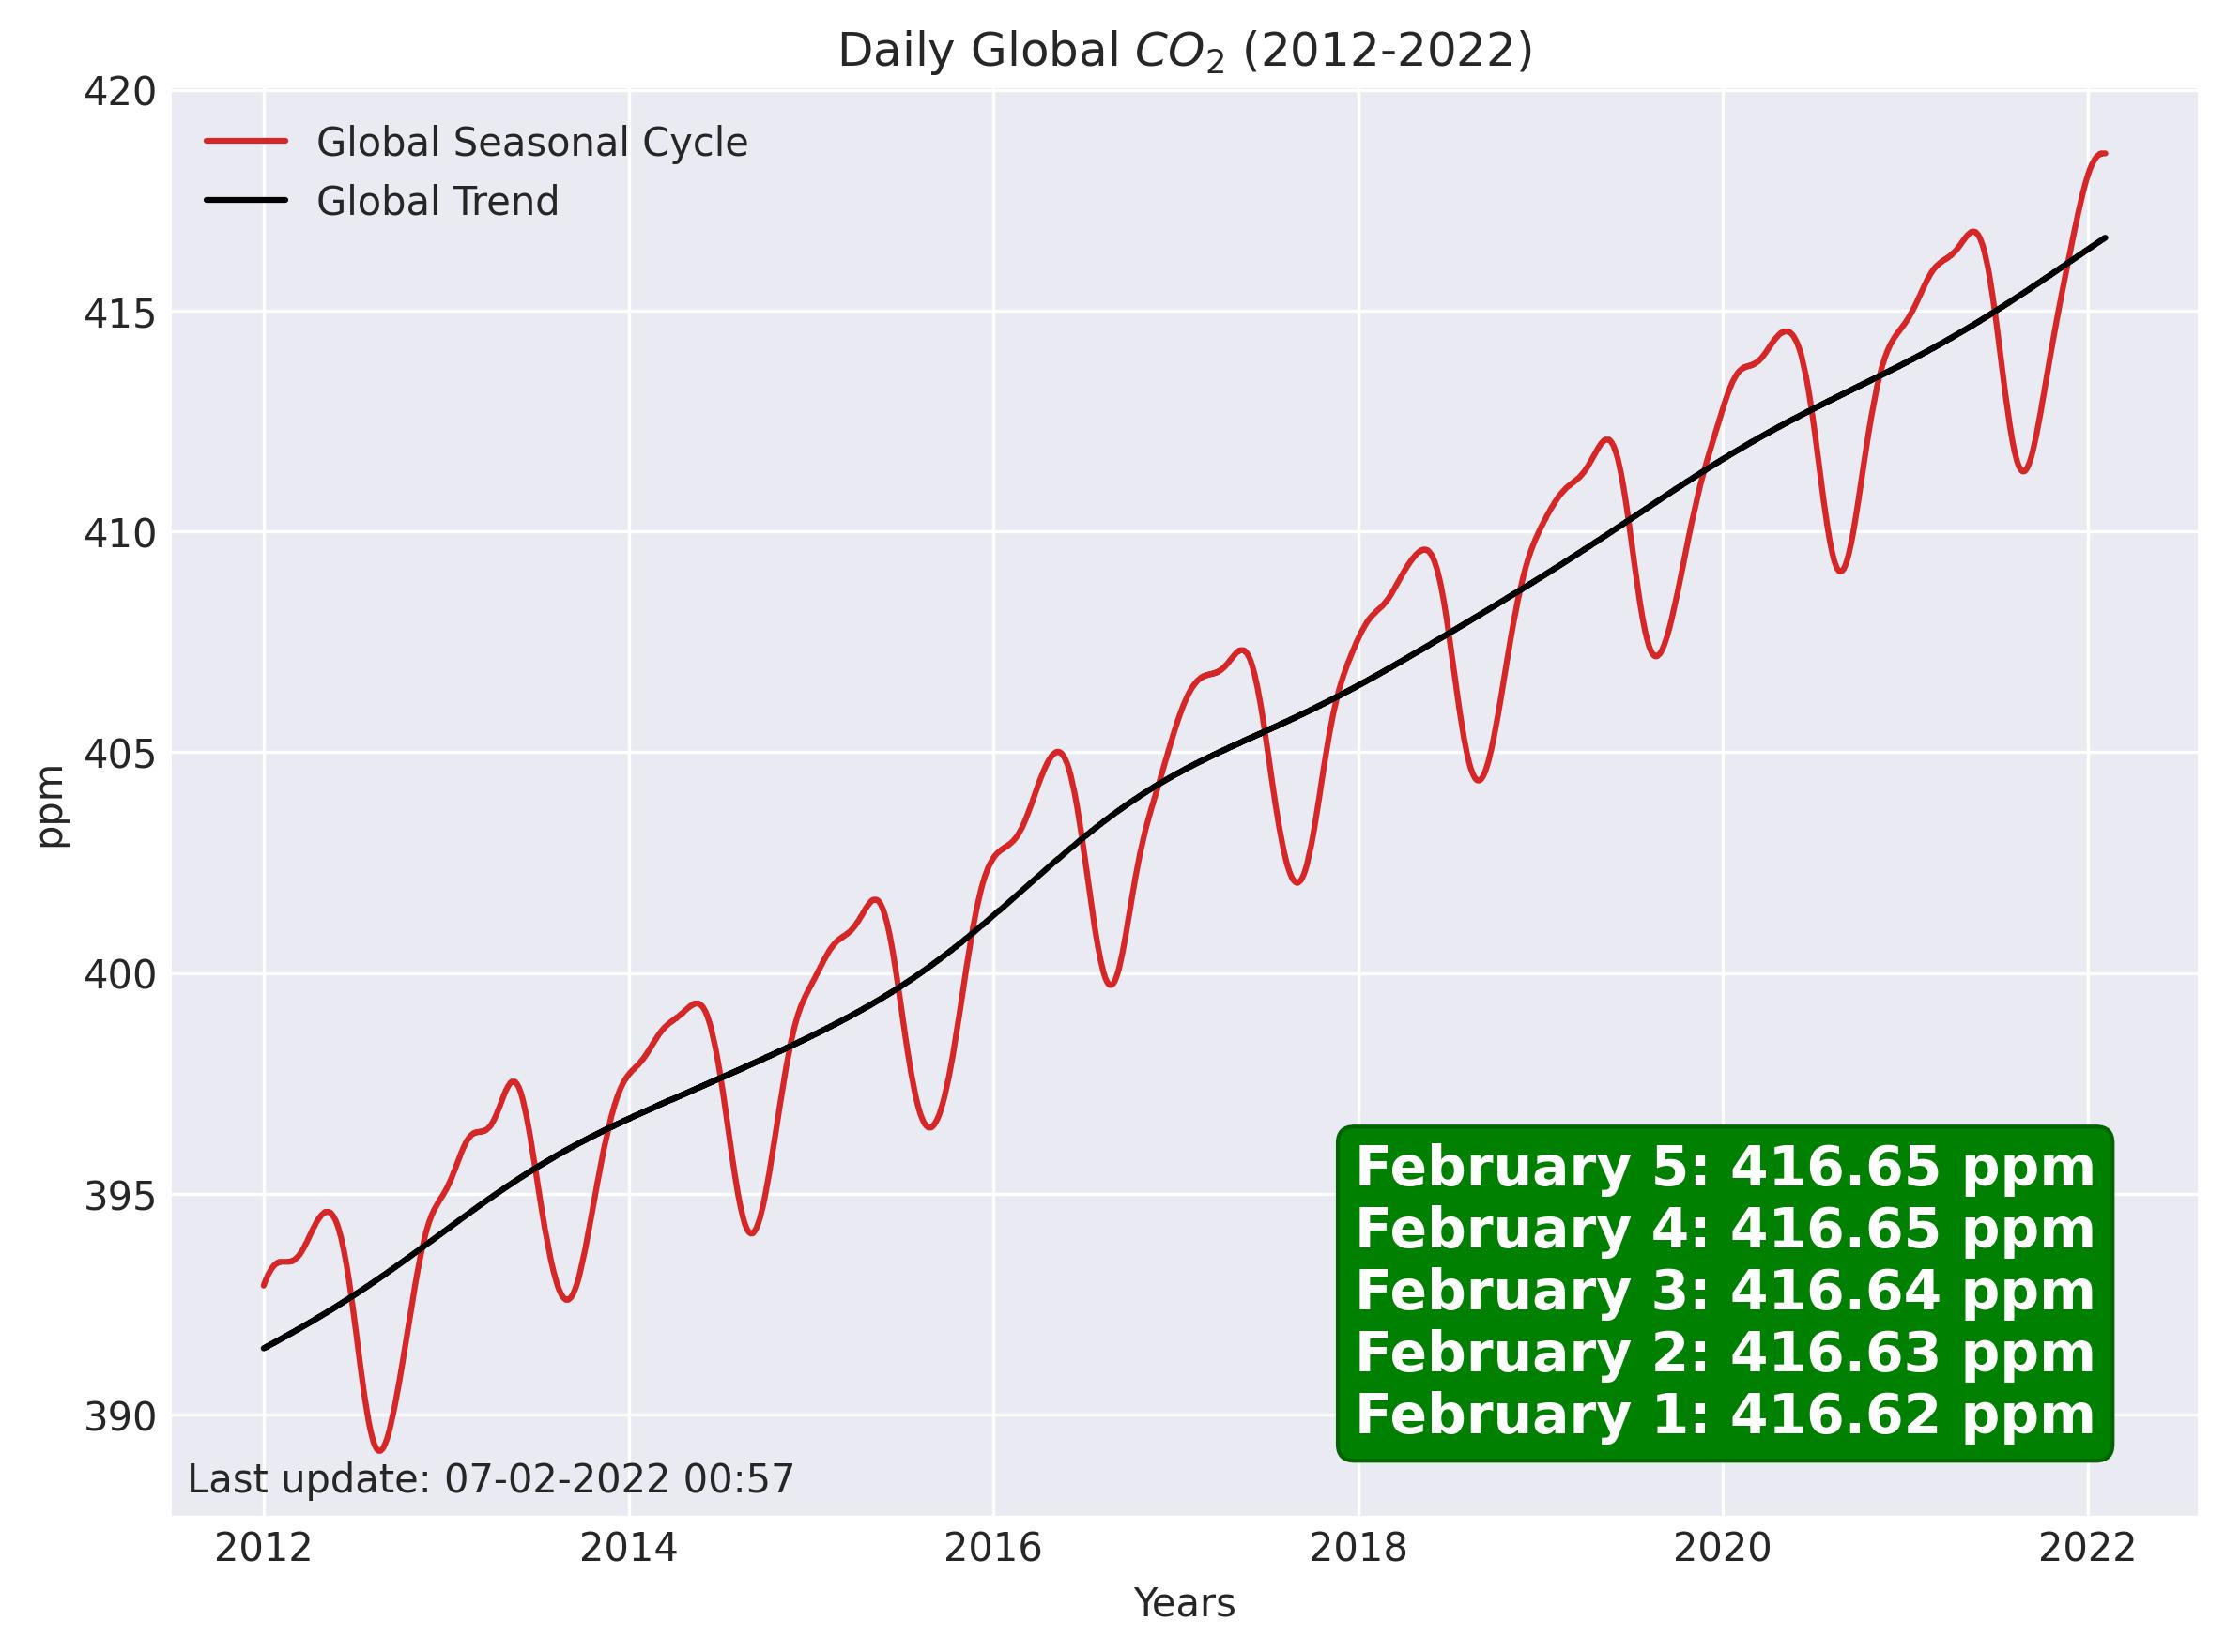 Daily Global CO₂ (2012-2022)
420
415
410
405
400
395
390
ppm
Global Seasonal Cycle
Global Trend
February 5: 416.65 ppm
February 4: 416.65 ppm
February 3: 416.64 ppm
February 2: 416.63 ppm
February 1: 416.62 ppm
Last update: 07-02-2022 00:57
2012 2014 2016 2018 2020 2022
Years